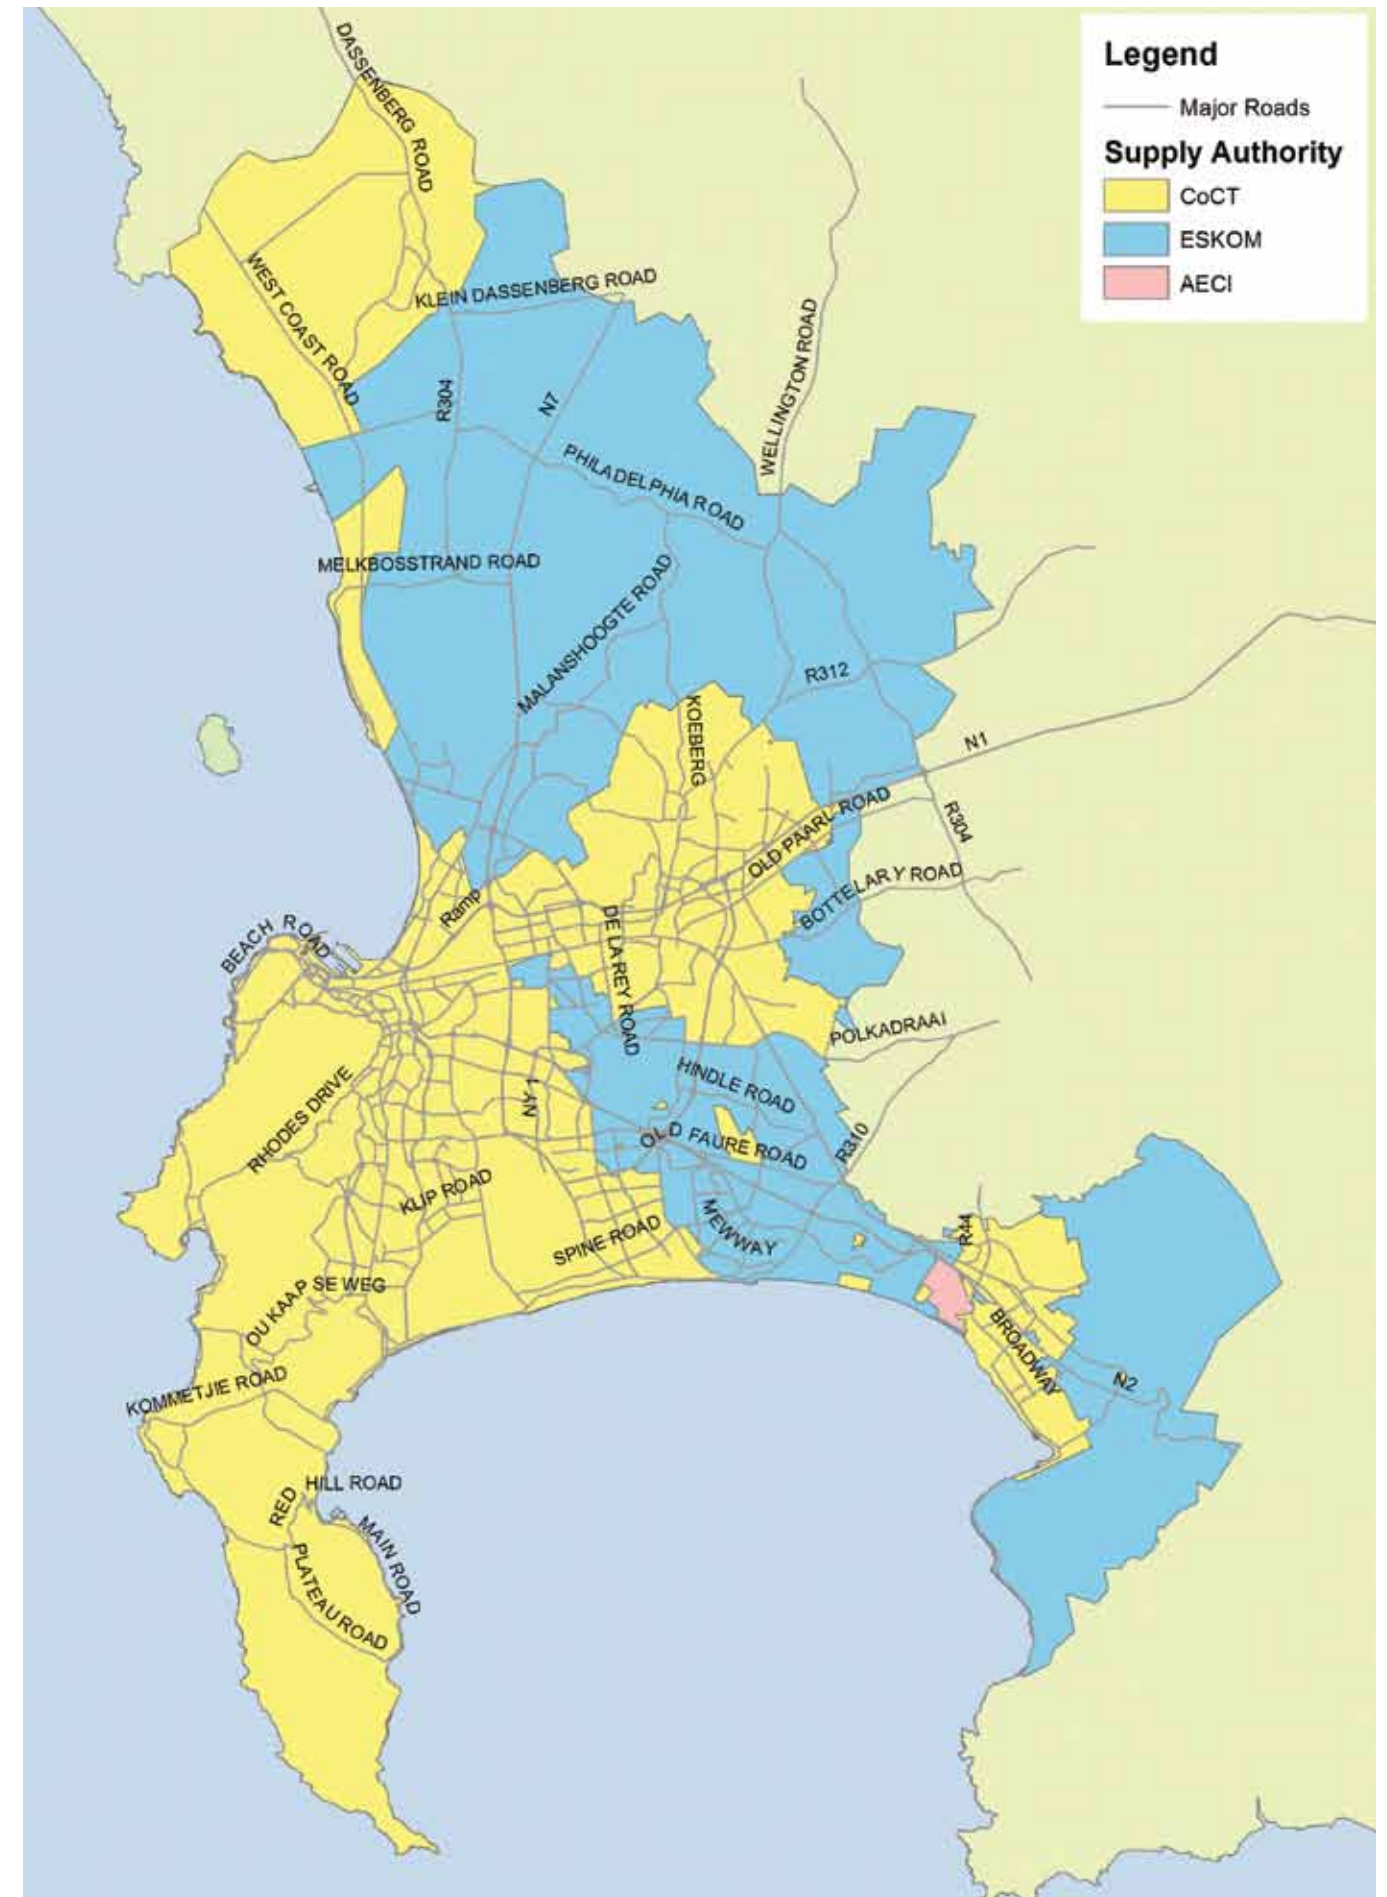 Legend
Major Roads
Supply Authority
CoCT
ESKOM
AECI
DASSENBERG ROAD
WEST COAST ROAD
KLEIN DASSENBERG ROAD
R304
N7
WELLINGTON ROAD
PHILADELPHIA ROAD
MELKBOSSTRAND ROAD
MALANSHOOGTE ROAD
R312
KOEBERG
N1
OLD PAARL ROAD
R304
BOTTELARY ROAD
Ramp
DE LA REY ROAD
BEACH ROAD
POLKADRAAI
HINDLE ROAD
RHODES DRIVE
LAN
OLD FAURE ROAD
R310
KLIP ROAD
MEWWAY
SPINE ROAD
R44
OU KAAP SE WEG
BROADWAY
KOMMETJIE ROAD
N2
RED HILL ROAD
MAIN ROAD
PLATEAU ROAD